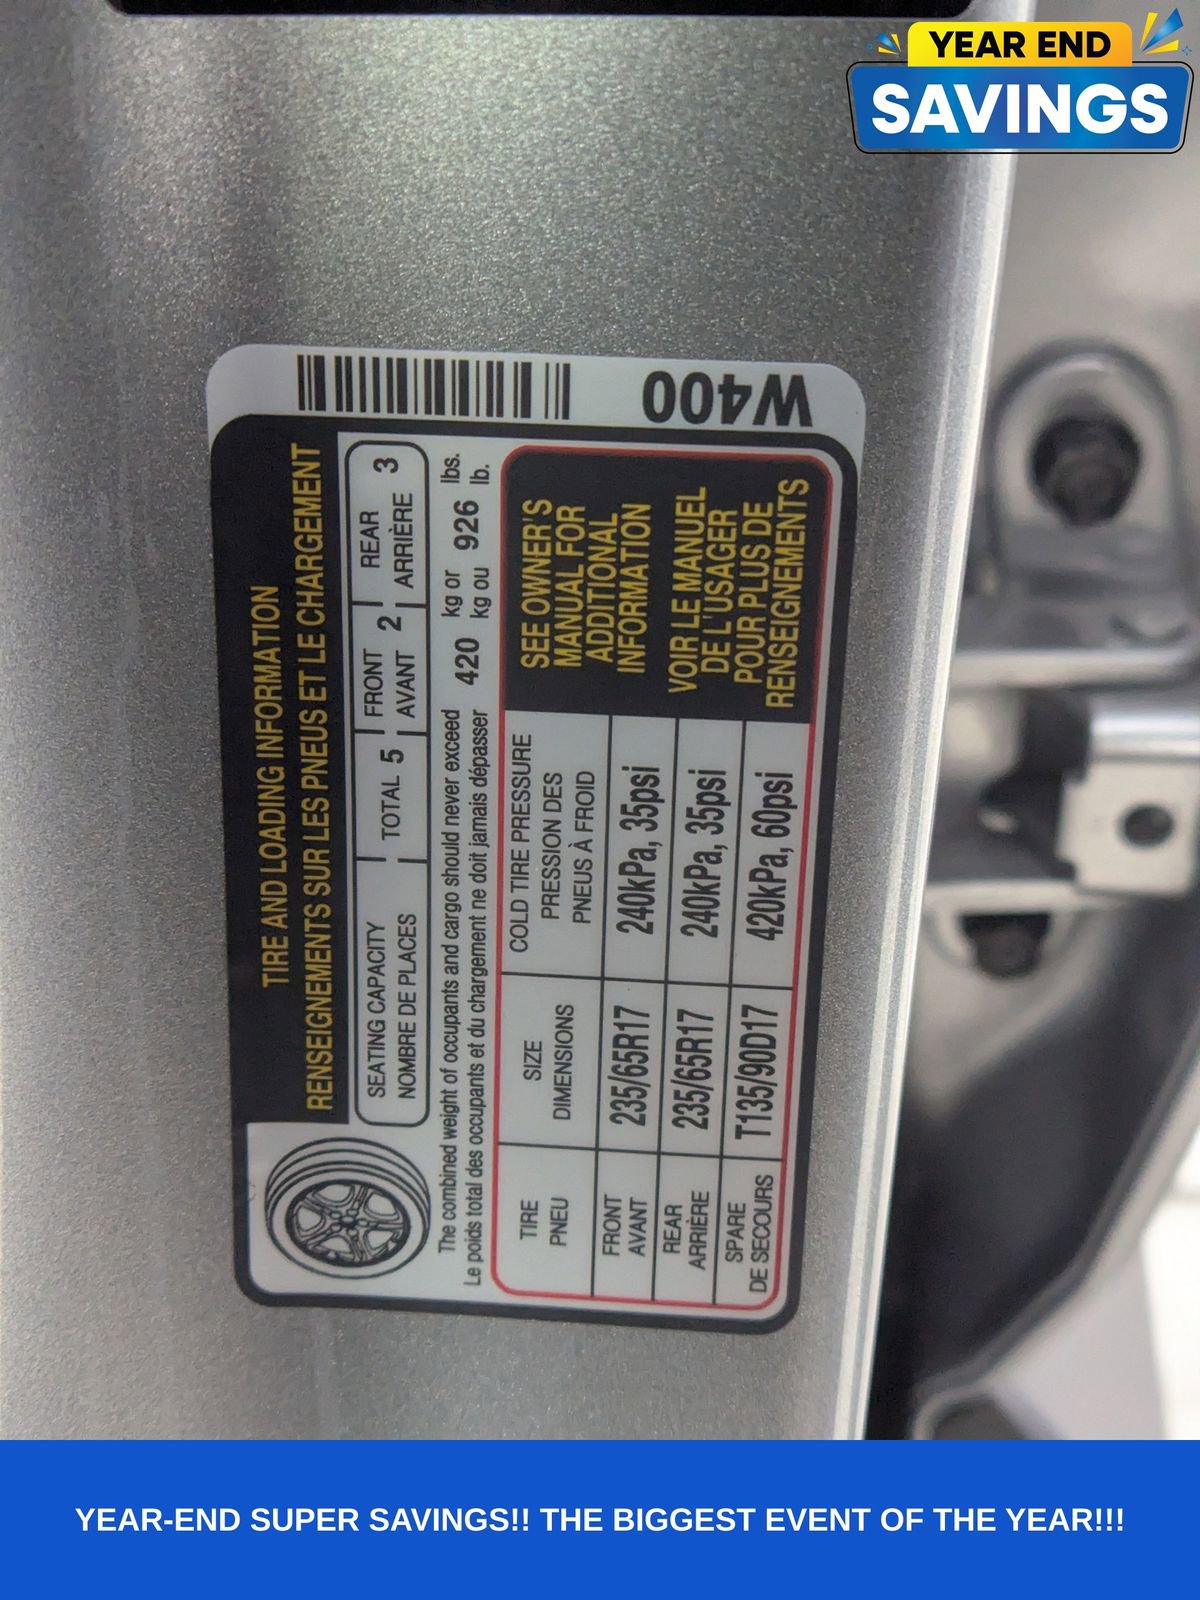 YEAR END
SAVINGS
W400
TIRE AND LOADING INFORMATION
RENSEIGNEMENTS SUR LES PNEUS ET LE CHARGEMENT
SEATING CAPACITY
NOMBRE DE PLACES
TOTAL 5
FRONT
AVANT 2
REAR
ARRIÈRE 3
The combined weight of occupants and cargo should never exceed 420 kg or 926 lbs.
Le poids total des occupants et du chargement ne doit jamais dépasser kg ou lb.
TIRE
PNEU
SIZE
DIMENSIONS
COLD TIRE PRESSURE
PRESSION DES
PNEUS À FROID
FRONT
AVANT
235/65R17
240kPa, 35psi
REAR
ARRIÈRE
235/65R17
240kPa, 35psi
SPARE
DE SECOURS
T135/90D17
420kPa, 60psi
SEE OWNER'S
MANUAL FOR
ADDITIONAL
INFORMATION
VOIR LE MANUEL
DE L'USAGER
POUR PLUS DE
RENSEIGNEMENTS
YEAR-END SUPER SAVINGS!! THE BIGGEST EVENT OF THE YEAR!!!